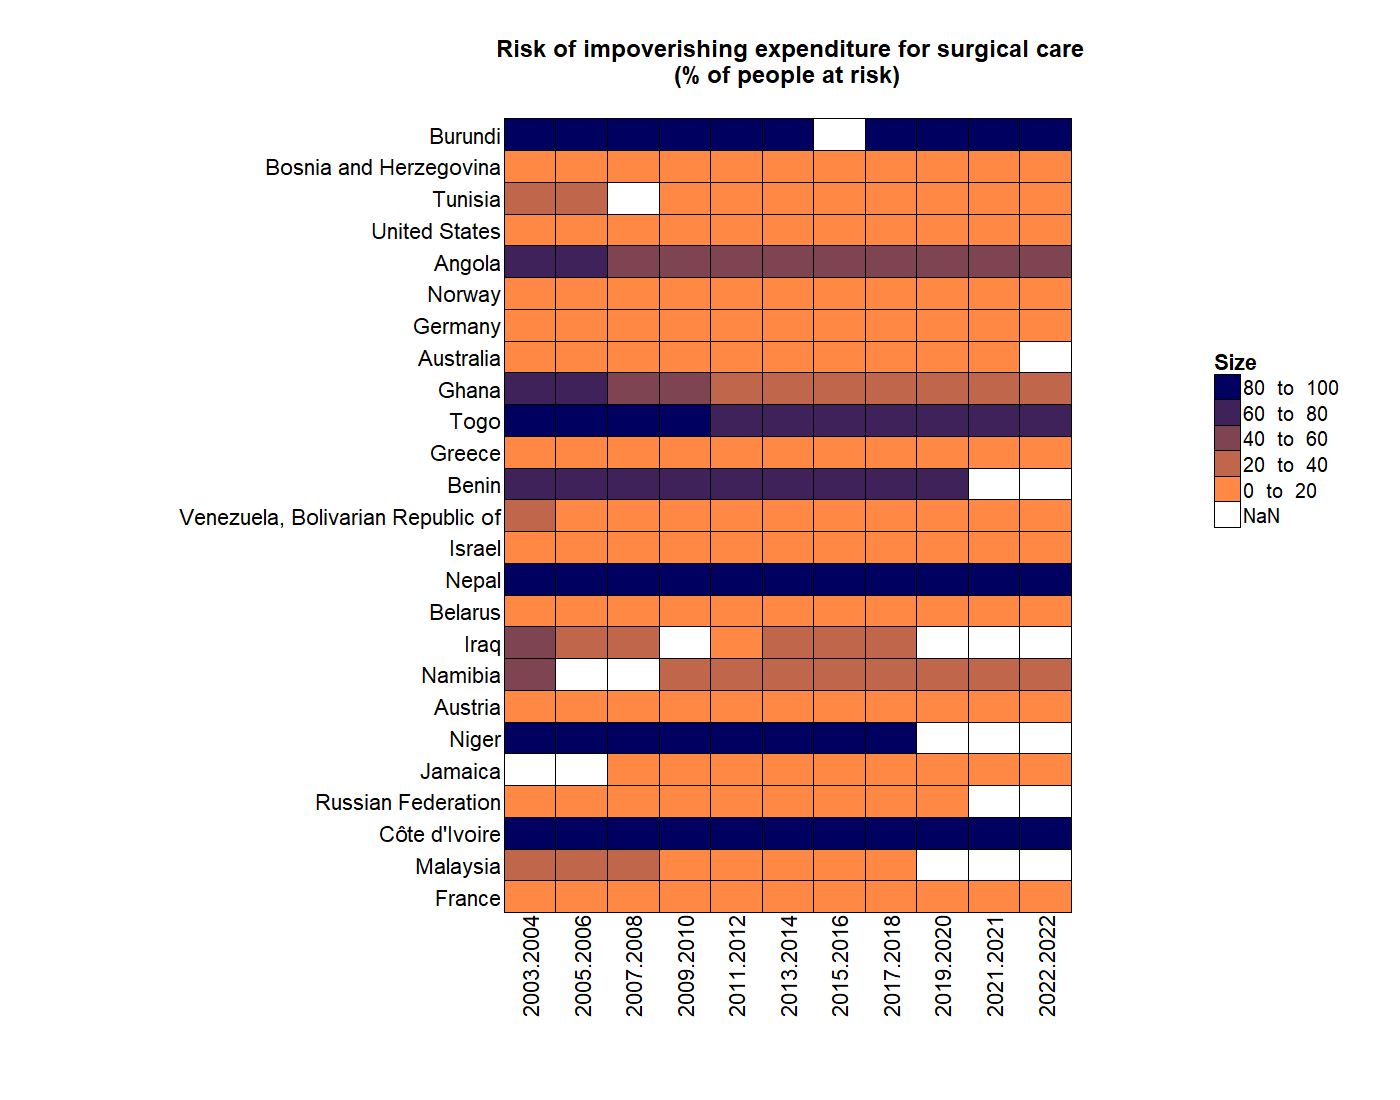 Risk of impoverishing expenditure for surgical care
(% of people at risk)
Burundi
Bosnia and Herzegovina
Tunisia
United States
Angola
Norway
Germany
Australia
Ghana
Togo
Greece
Benin
Venezuela, Bolivarian Republic of
Israel
Nepal
Belarus
Iraq
Namibia
Austria
Niger
Jamaica
Russian Federation
Côte d'Ivoire
Malaysia
France
2003.2004
2005.2006
2007.2008
2009.2010
2011.2012
2013.2014
2015.2016
2017.2018
2019.2020
2021.2021
2022.2022
Size
80 to 100
60 to 80
40 to 60
20 to 40
0 to 20
NaN